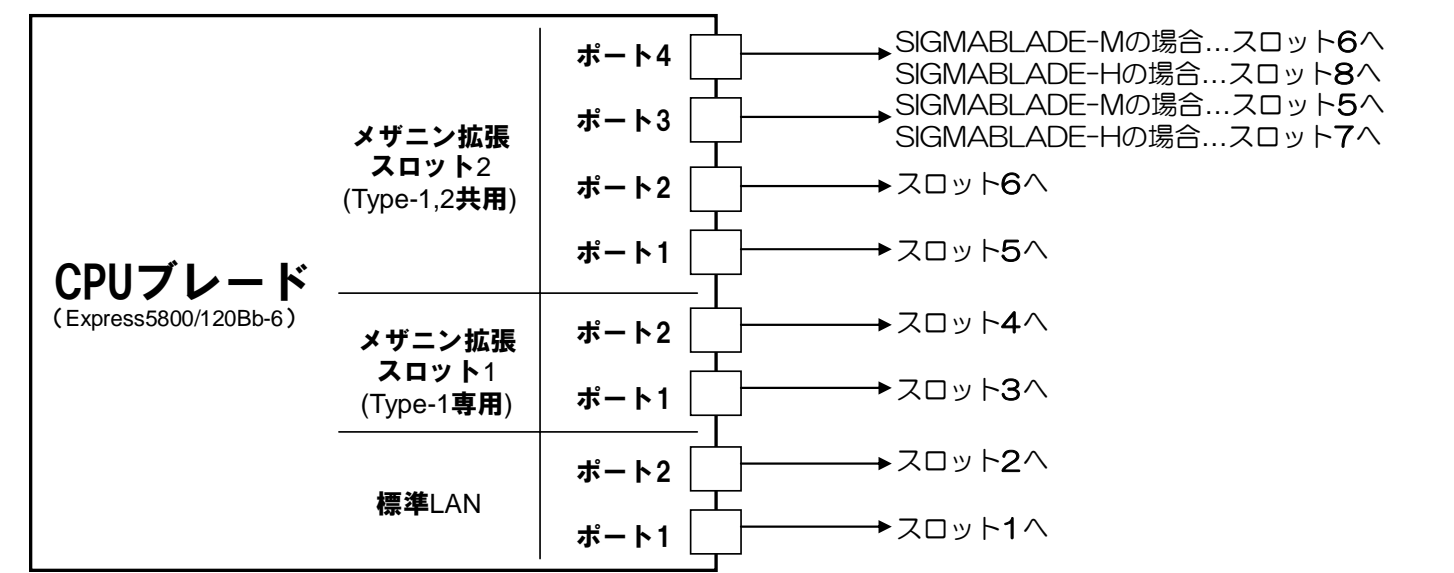 ポート4
SIGMABLADE-Mの場合…スロット6へ
SIGMABLADE-Hの場合…スロット8へ
ポート3
SIGMABLADE-Mの場合…スロット5へ
SIGMABLADE-Hの場合…スロット7へ
メザニン拡張
スロット2
(Type-1,2共用)
ポート2
スロット6へ
ポート1
スロット5へ
CPUブレード
(Express5800/120Bb-6)
メザニン拡張
スロット1
(Type-1専用)
ポート2
スロット4へ
ポート1
スロット3へ
標準LAN
ポート2
スロット2へ
ポート1
スロット1へ